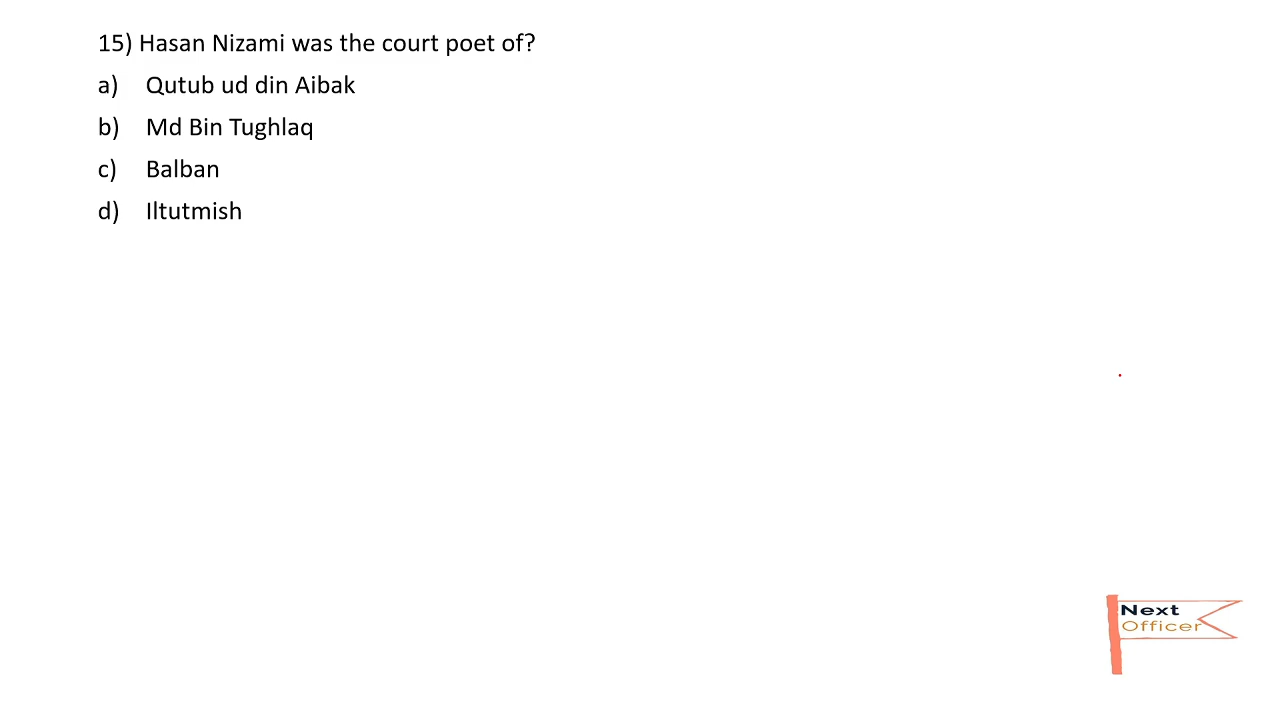 15) Hasan Nizami was the court poet of?
a) Qutub ud din Aibak
b) Md Bin Tughlaq
c) Balban
d) Iltutmish
Next
Officer